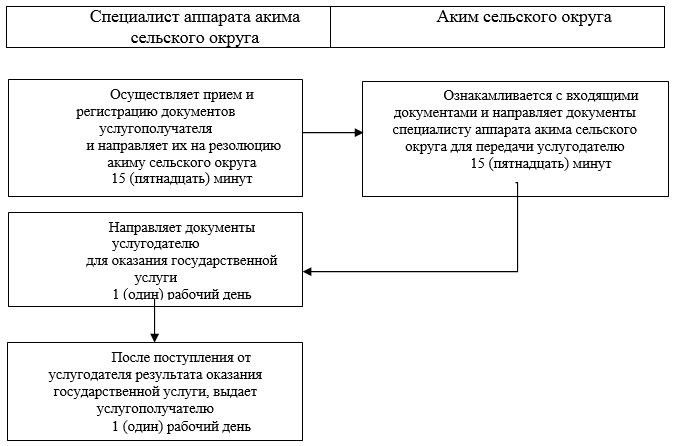 Специалист аппарата акима
сельского округа
Аким сельского округа
Осуществляет прием и
регистрацию документов
услугополучателя
и направляет их на резолюцию
акиму сельского округа
15 (пятнадцать) минут
Ознакамливается с входящими
документами и направляет документы
специалисту аппарата акима сельского
округа для передачи услугодателю
15 (пятнадцать) минут
Направляет документы
услугодателю
для оказания государственной
услуги
1 (один) рабочий день
После поступления от
услугодателя результата оказания
государственной услуги, выдает
услугополучателю
1 (один) рабочий день